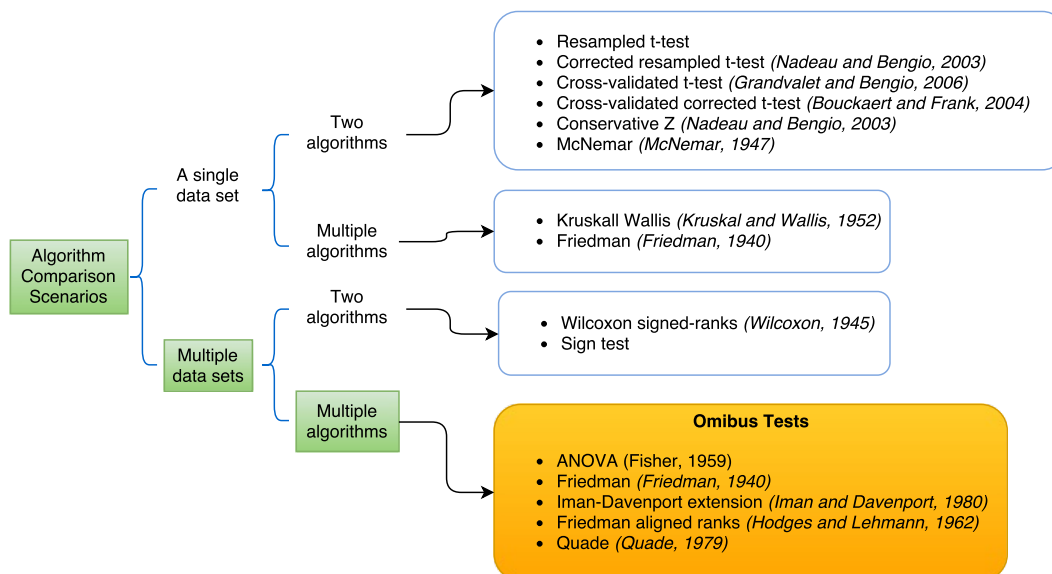 Algorithm
Comparison
Scenarios
A single
data set
Two
algorithms
• Resampled t-test
• Corrected resampled t-test (Nadeau and Bengio, 2003)
• Cross-validated t-test (Grandvalet and Bengio, 2006)
• Cross-validated corrected t-test (Bouckaert and Frank, 2004)
• Conservative Z (Nadeau and Bengio, 2003)
• McNemar (McNemar, 1947)
Multiple
algorithms
• Kruskall Wallis (Kruskal and Wallis, 1952)
• Friedman (Friedman, 1940)
Multiple
data sets
Two
algorithms
• Wilcoxon signed-ranks (Wilcoxon, 1945)
• Sign test
Multiple
algorithms
Omibus Tests
• ANOVA (Fisher, 1959)
• Friedman (Friedman, 1940)
• Iman-Davenport extension (Iman and Davenport, 1980)
• Friedman aligned ranks (Hodges and Lehmann, 1962)
• Quade (Quade, 1979)